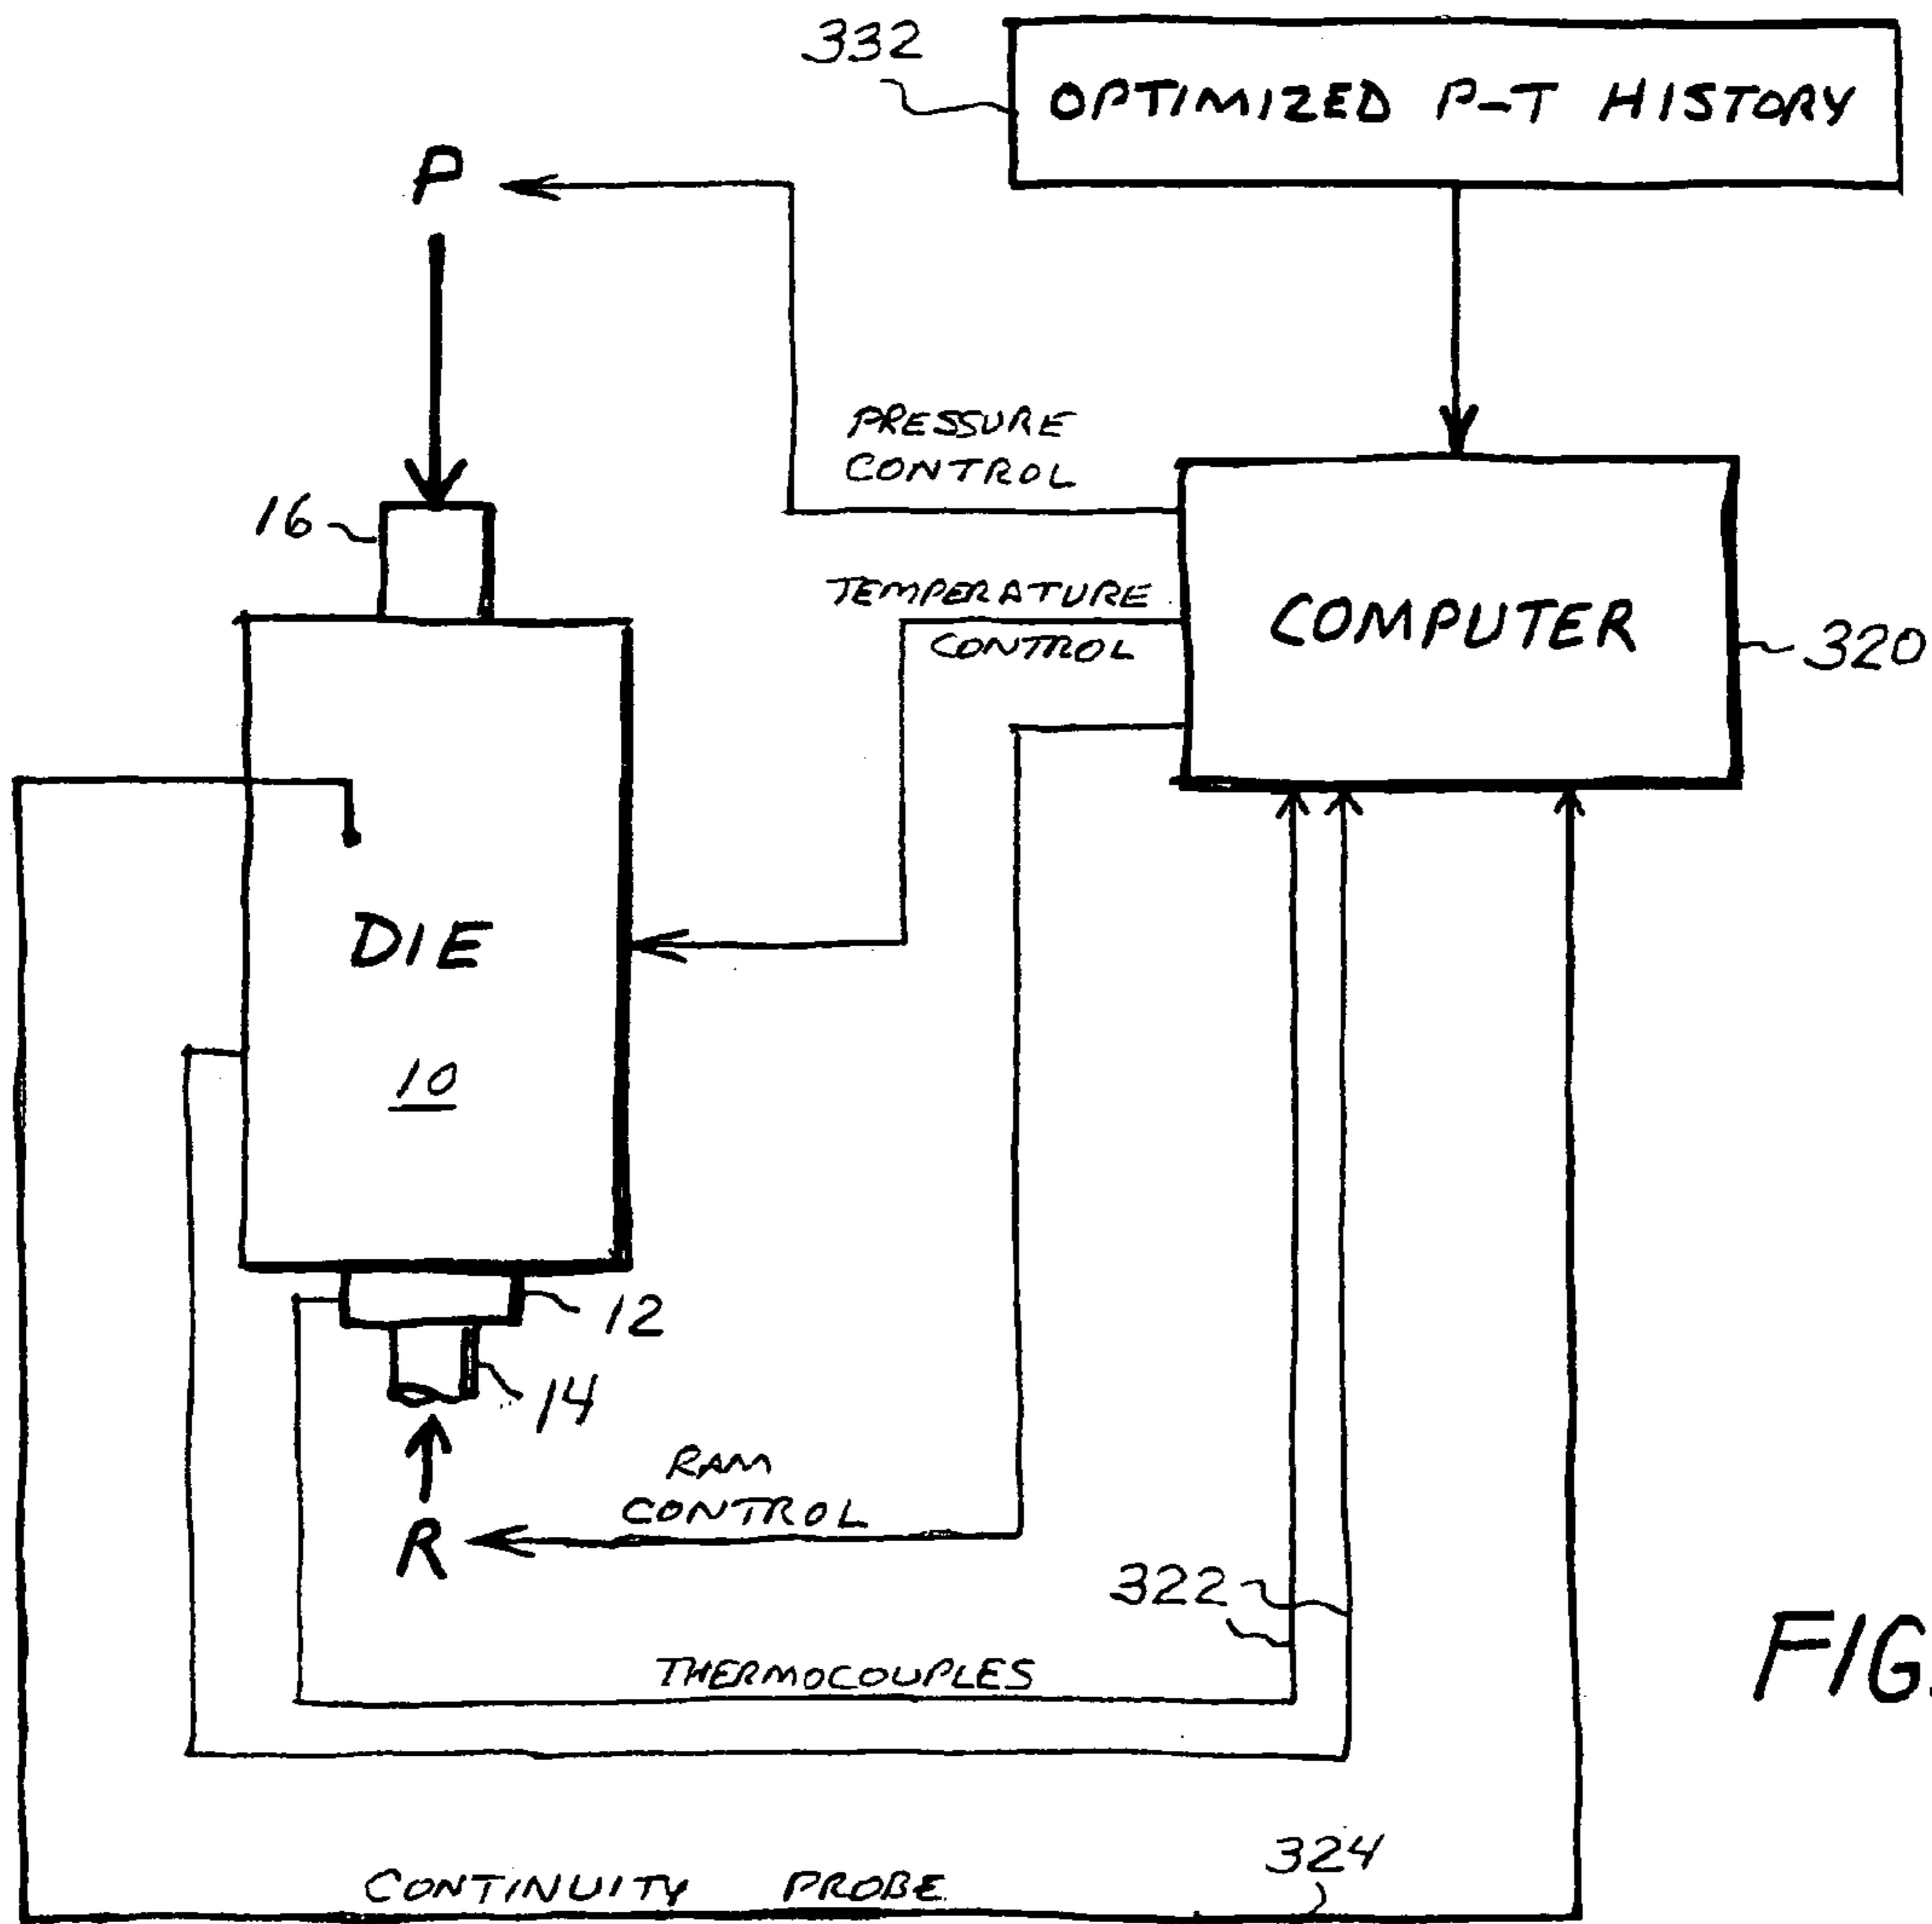 332
OPTIMIZED P-T HISTORY
P
PRESSURE
CONTROL
16
TEMPERATURE
CONTROL
COMPUTER
320
DIE
10
12
14
RAM
CONTROL
R
322
THERMOCOUPLES
FIG.
324
CONTINUITY PROBE